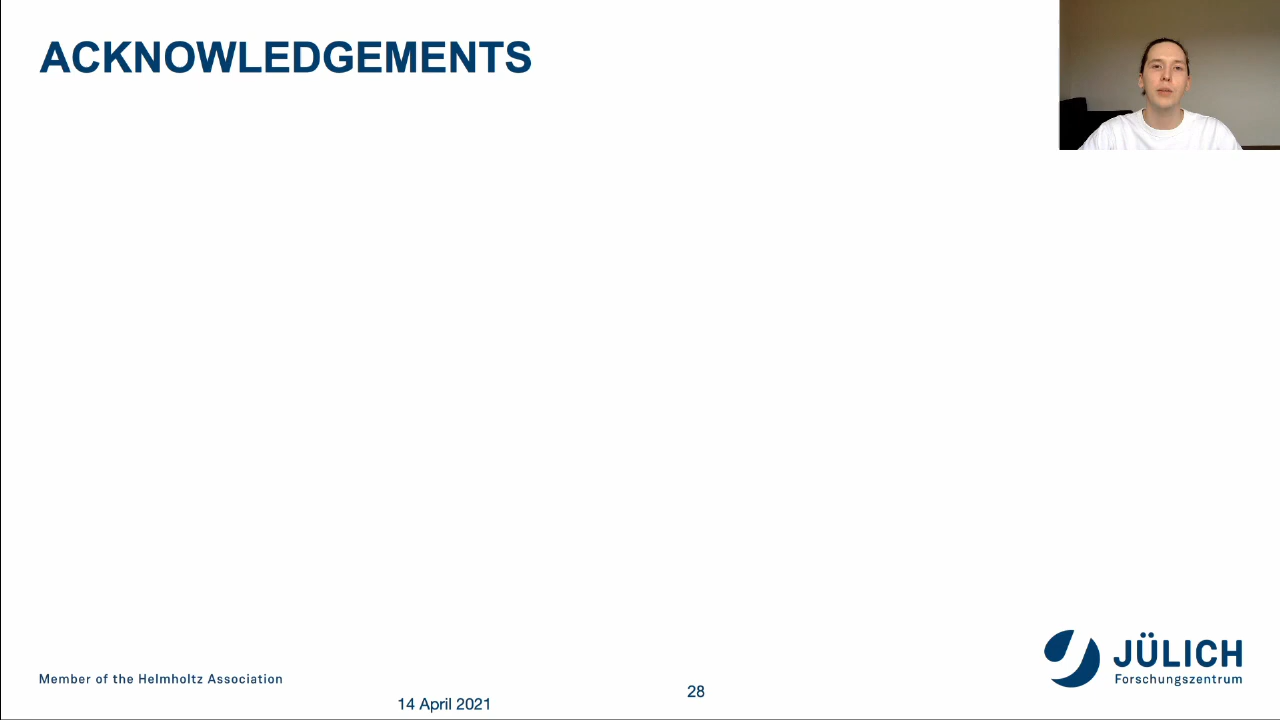 ACKNOWLEDGEMENTS
Member of the Helmholtz Association
14 April 2021
28
JÜLICH
Forschungszentrum